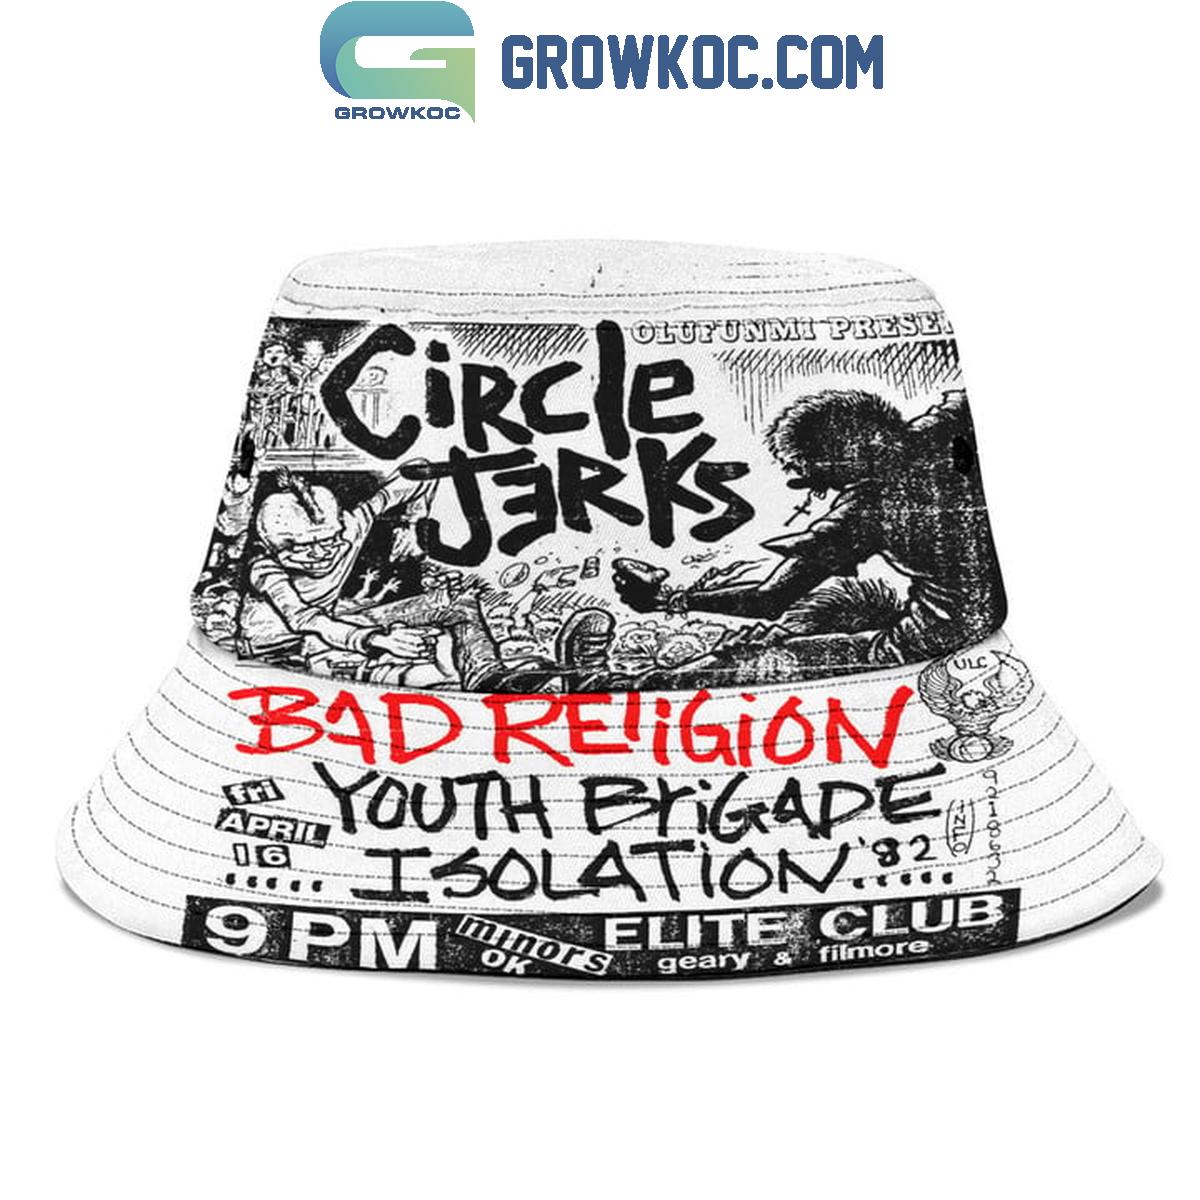 GROWKOC
GROWKOC.COM
OLUFUNMI PRESE
CiRclE
JERKS
ULC
BAD RElIGION
fri
YOUTH BRiGADE
APRIL
16
ISOLATiON '82
9 PM
minors
OK
ELITE CLUB
geary & filmore